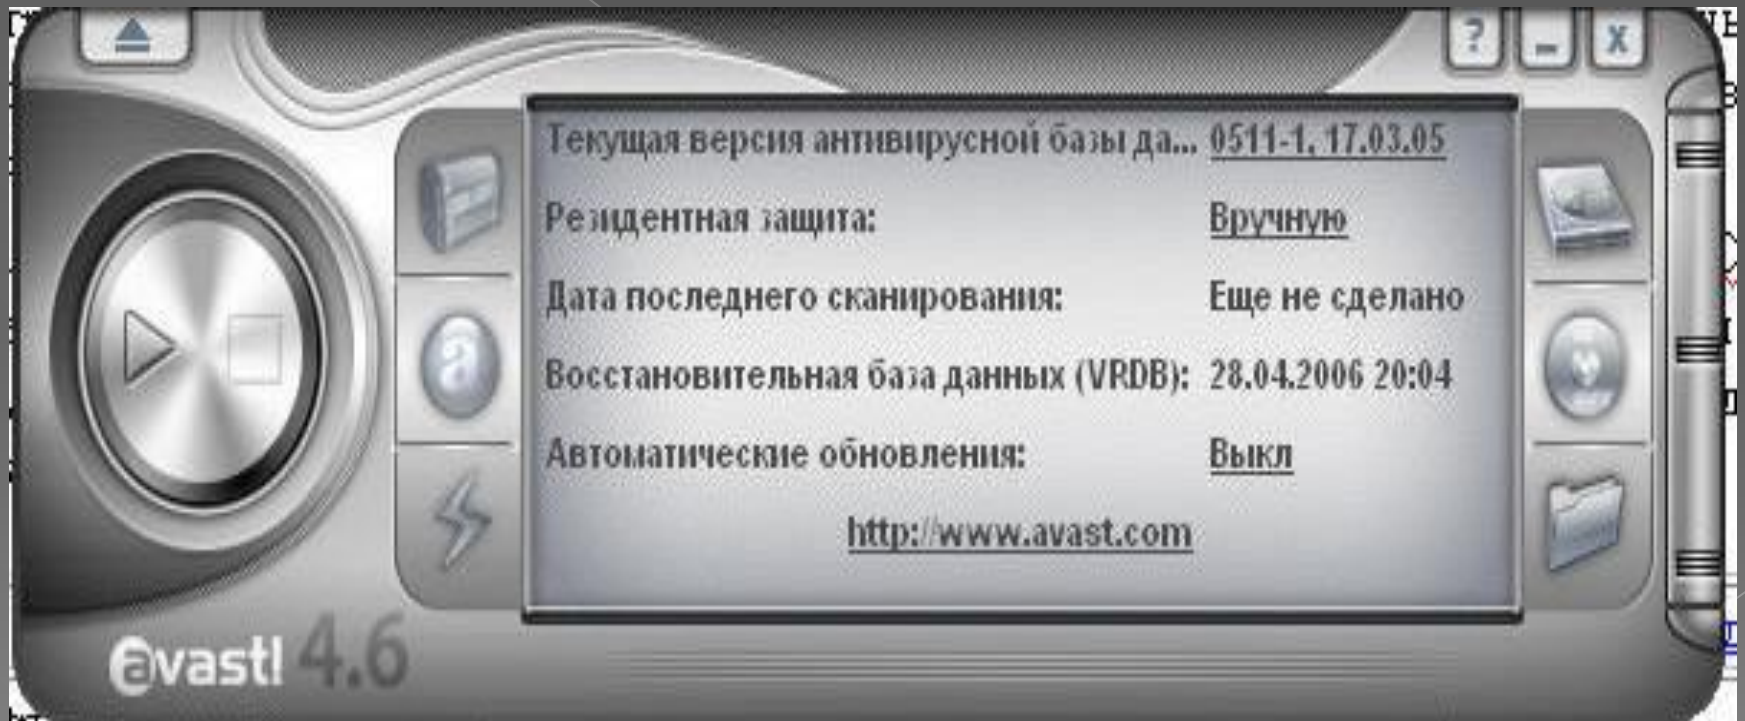 ?
Текущая версия антивирусной базы да... 0511-1, 17.03.05
Резидентная защита: Вручную
Дата последнего сканирования: Еще не сделано
Восстановительная база данных (VRDB): 28.04.2006 20:04
Автоматические обновления: Выкл
http://www.avast.com
avast! 4.6